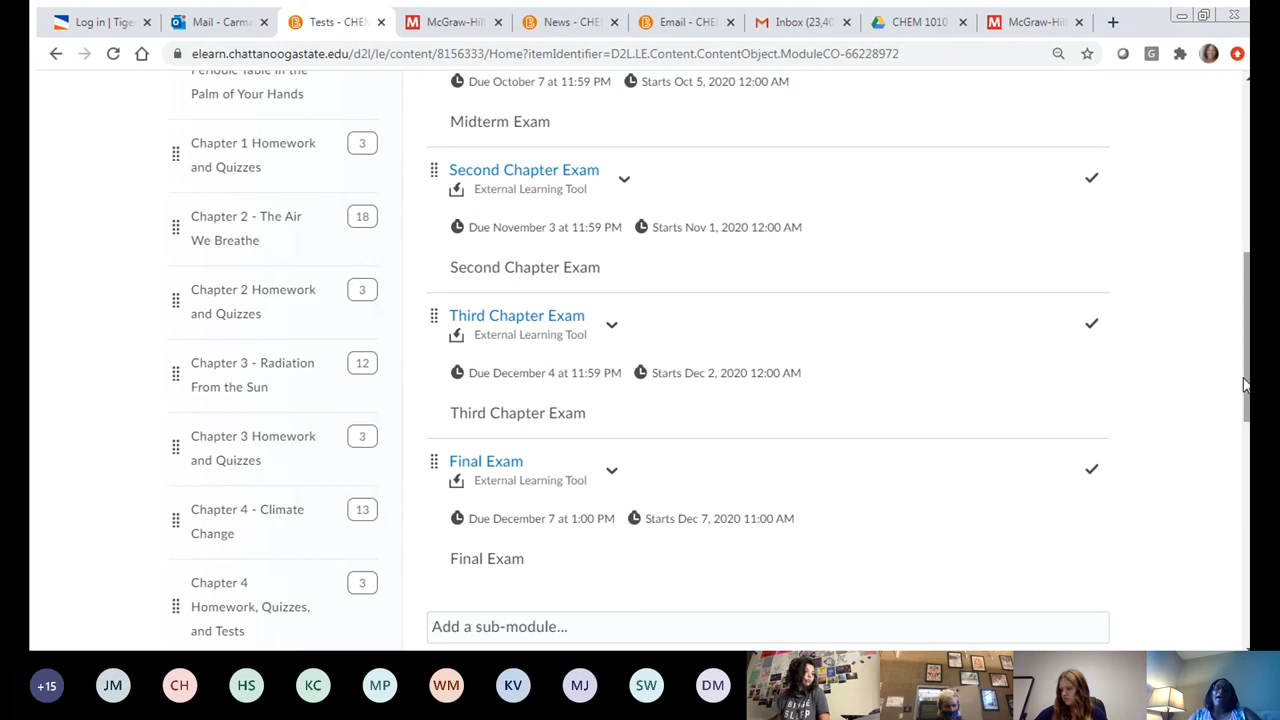 Log in | Tige
Mail - Carma
Tests - CHEM
McGraw-Hill
News - CHE
Email - CHE
Inbox (23,40
CHEM 1010
McGraw-Hil
elearn.chattanoogastate.edu/d2l/le/content/8156333/Home?itemIdentifier=D2L.LE.Content.ContentObject.ModuleCO-66228972
Periodic Table in the
Palm of Your Hands
Chapter 1 Homework
and Quizzes
3
Chapter 2 - The Air
We Breathe
18
Chapter 2 Homework
and Quizzes
3
Chapter 3 - Radiation
From the Sun
12
Chapter 3 Homework
and Quizzes
3
Chapter 4 - Climate
Change
13
Chapter 4
Homework, Quizzes,
and Tests
3
Due October 7 at 11:59 PM Starts Oct 5, 2020 12:00 AM
Midterm Exam
Second Chapter Exam
External Learning Tool
Due November 3 at 11:59 PM Starts Nov 1, 2020 12:00 AM
Second Chapter Exam
Third Chapter Exam
External Learning Tool
Due December 4 at 11:59 PM Starts Dec 2, 2020 12:00 AM
Third Chapter Exam
Final Exam
External Learning Tool
Due December 7 at 1:00 PM Starts Dec 7, 2020 11:00 AM
Final Exam
Add a sub-module...
+15 JM CH HS KC MP WM KV MJ SW DM
SLEEP